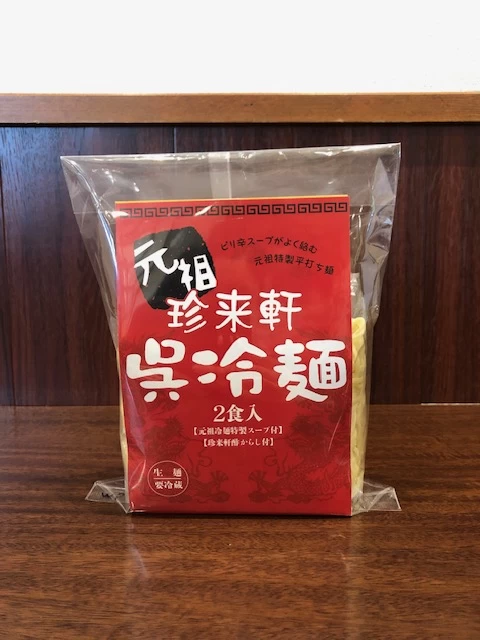 ピリ辛スープがよく絡む
元祖特製平打ち麺
元祖
珍来軒
呉冷麺
2食入
【元祖冷麺特製スープ付】
【珍来軒酢からし付】
生麺
要冷蔵